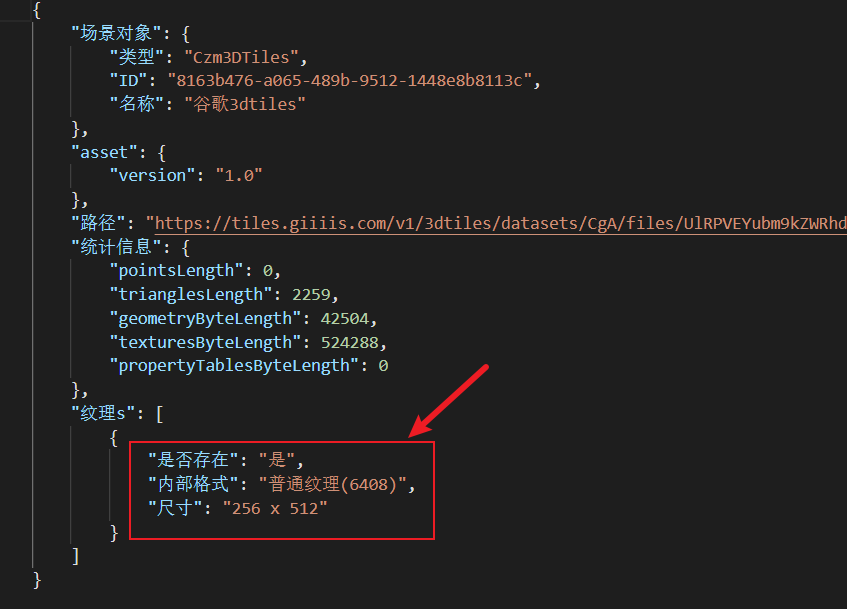 {
"场景对象": {
"类型": "Czm3DTiles",
"ID": "8163b476-a065-489b-9512-1448e8b8113c",
"名称": "谷歌3dtiles"
},
"asset": {
"version": "1.0"
},
"路径": "https://tiles.giiiis.com/v1/3dtiles/datasets/CgA/files/UlRPVEYubm9kZWRhd
"统计信息": {
"pointsLength": 0,
"trianglesLength": 2259,
"geometryByteLength": 42504,
"texturesByteLength": 524288,
"propertyTablesByteLength": 0
},
"纹理s": [
{
"是否存在": "是",
"内部格式": "普通纹理(6408)",
"尺寸": "256 x 512"
}
]
}